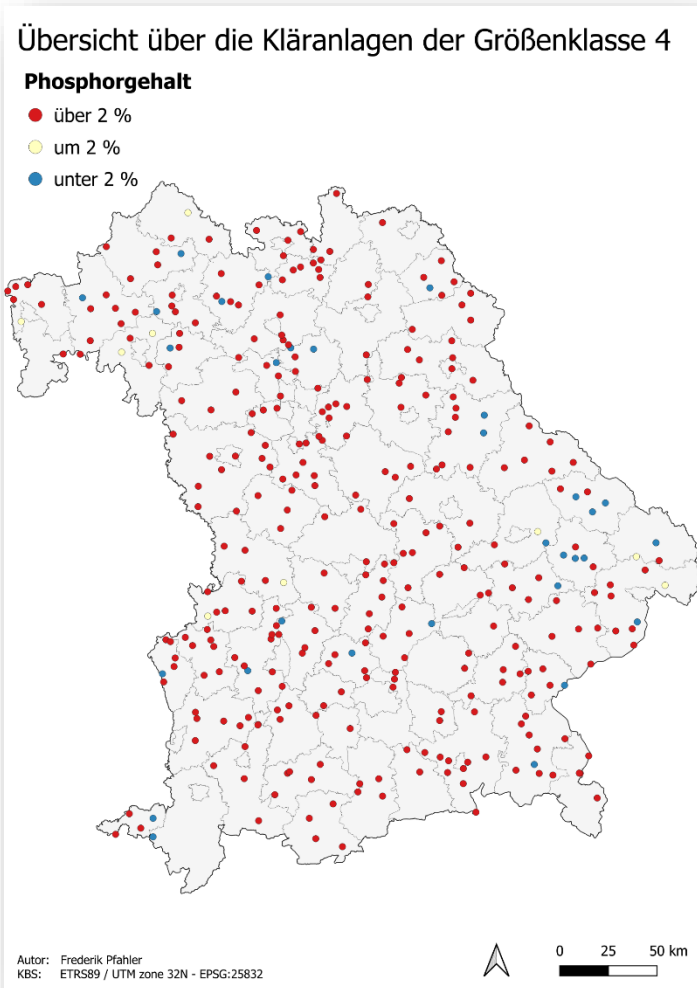 Übersicht über die Kläranlagen der Größenklasse 4
Phosphorgehalt
über 2 %
um 2 %
unter 2 %
Autor: Frederik Pfahler
KBS: ETRS89 / UTM zone 32N - EPSG:25832
0 25 50 km